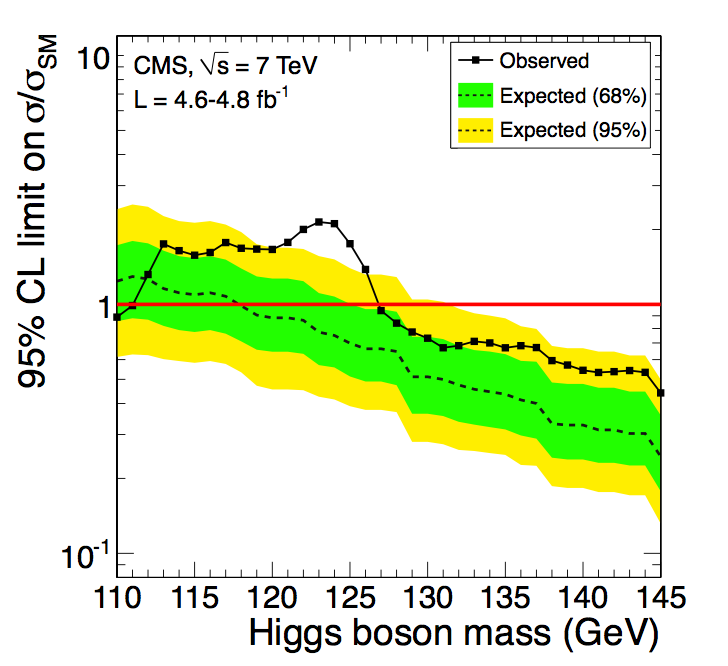 95% CL limit on σ/σSM
10
1
10-1
CMS, √s = 7 TeV
L = 4.6-4.8 fb-1
Observed
Expected (68%)
Expected (95%)
110 115 120 125 130 135 140 145
Higgs boson mass (GeV)